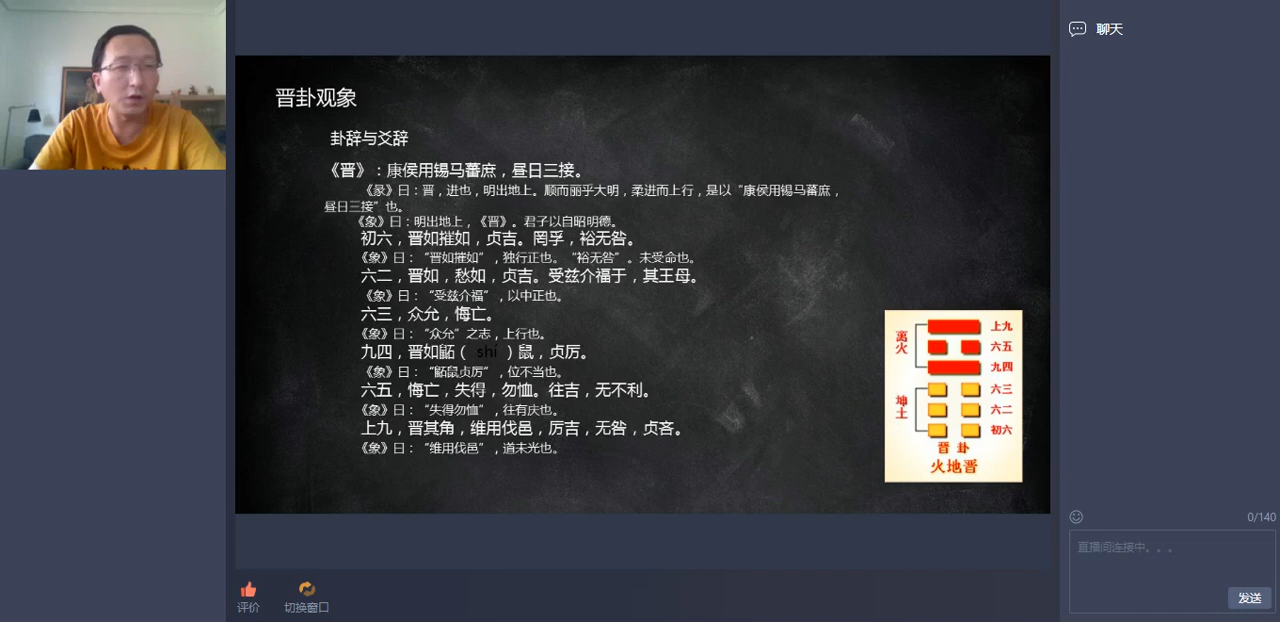 聊天
晋卦观象
卦辞与爻辞
《晋》：康侯用锡马蕃庶，昼日三接。
《彖》曰：晋，进也，明出地上。顺而丽乎大明，柔进而上行，是以“康侯用锡马蕃庶，
昼日三接”也。
《象》曰：明出地上，《晋》。君子以自昭明德。
初六，晋如摧如，贞吉。罔孚，裕无咎。
《象》曰：“晋如摧如”，独行正也。“裕无咎”。未受命也。
六二，晋如，愁如，贞吉。受兹介福于，其王母。
《象》曰：“受兹介福”，以中正也。
六三，众允，悔亡。
《象》曰：“众允”之志，上行也。
九四，晋如鼫（ shí ）鼠，贞厉。
《象》曰：“鼫鼠贞厉”，位不当也。
六五，悔亡，失得，勿恤。往吉，无不利。
《象》曰：“失得勿恤”，往有庆也。
上九，晋其角，维用伐邑，厉吉，无咎，贞吝。
《象》曰：“维用伐邑”，道未光也。
离火
坤土
上九
六五
九四
六三
六二
初六
晋 卦
火地晋
0/140
直播间连接中。。。
发送
评价
切换窗口